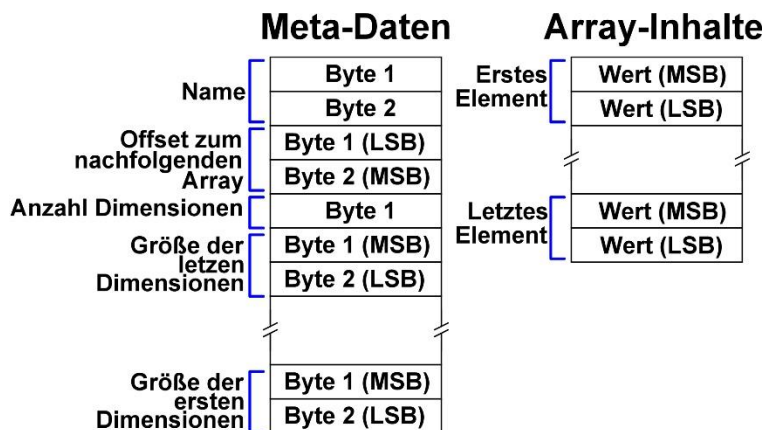 Meta-Daten
Name
Byte 1
Byte 2
Offset zum
nachfolgenden
Array
Byte 1 (LSB)
Byte 2 (MSB)
Anzahl Dimensionen
Byte 1
Größe der
letzen
Dimensionen
Byte 1 (MSB)
Byte 2 (LSB)
Größe der
ersten
Dimensionen
Byte 1 (MSB)
Byte 2 (LSB)
Array-Inhalte
Erstes
Element
Wert (MSB)
Wert (LSB)
Letztes
Element
Wert (MSB)
Wert (LSB)